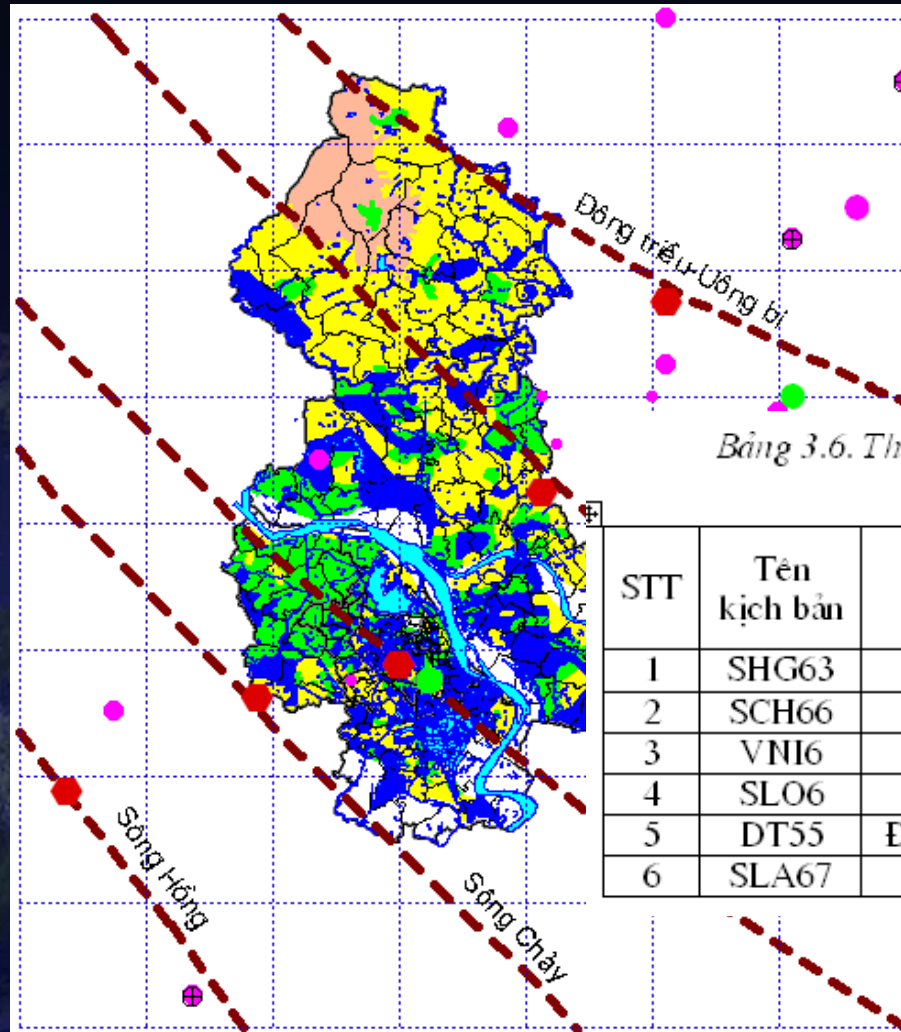 Đông triều-Uông bí
Sông Hồng
Sông Chảy
Bảng 3.6. Th
STT Tên kịch bản
1 SHG63
2 SCH66
3 VNI6
4 SLO6
5 DT55 Đ
6 SLA67